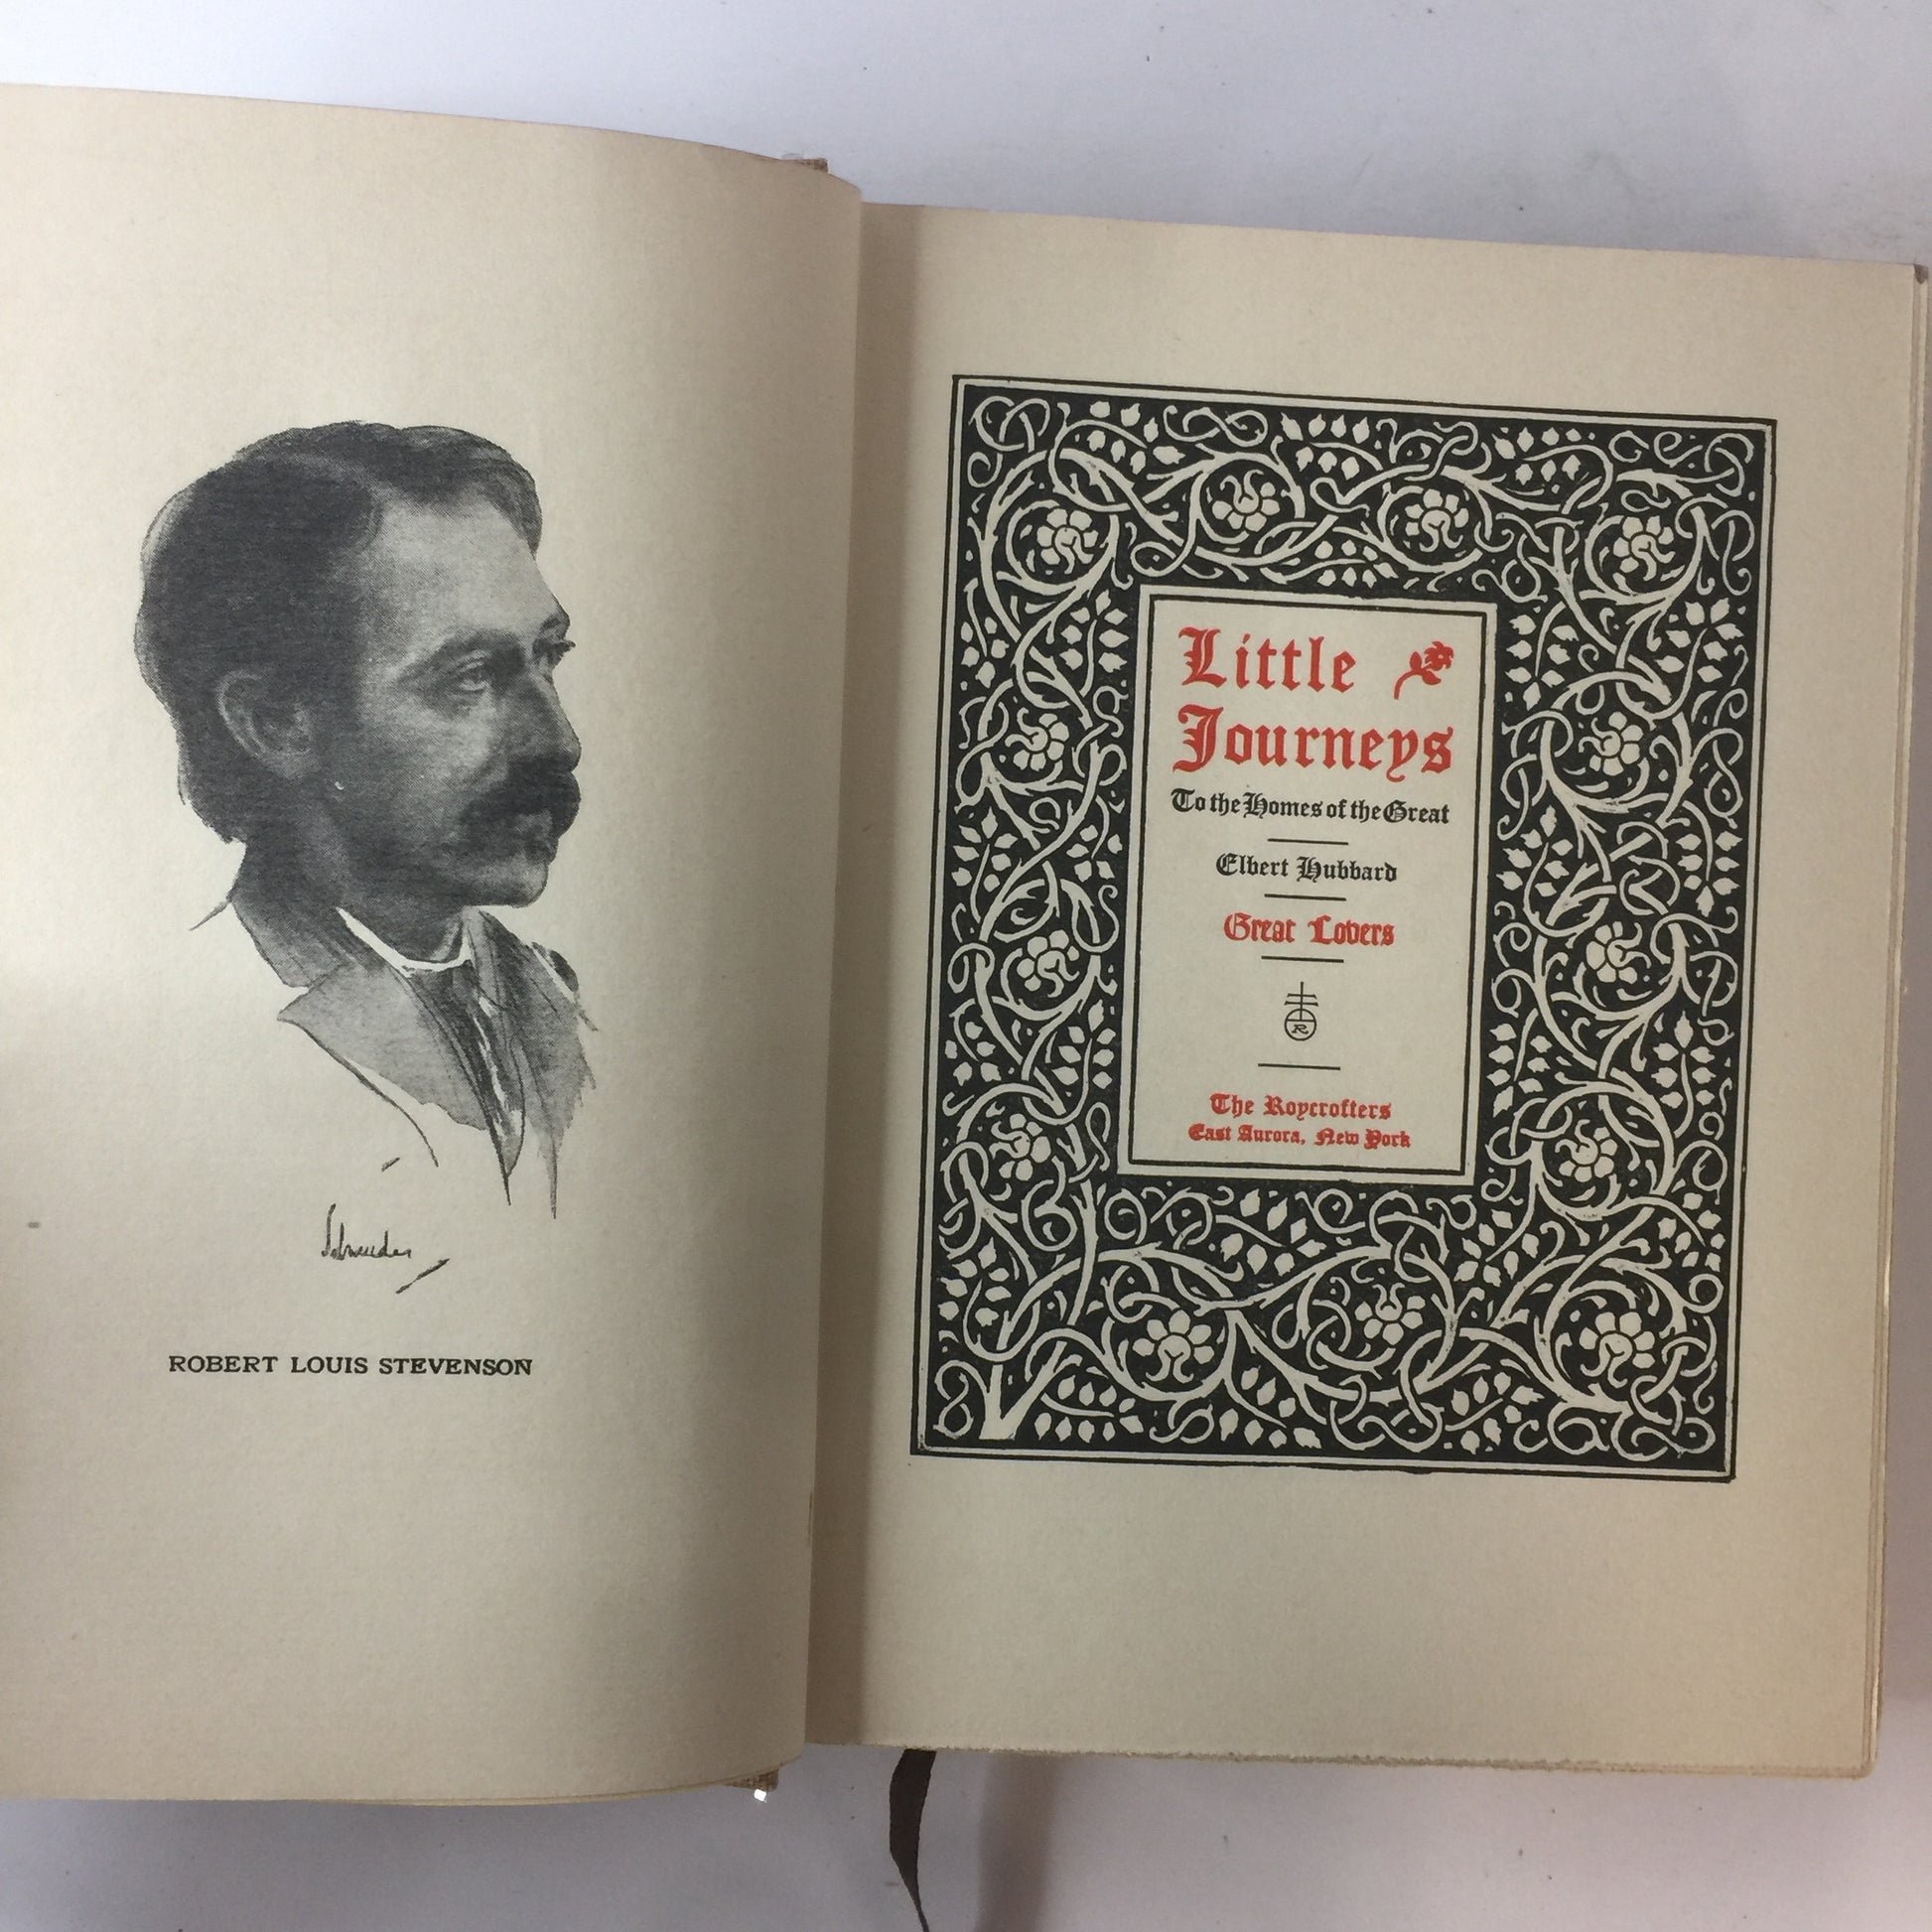 ROBERT LOUIS STEVENSON
Little
Journeys
To the Homes of the Great
Elbert Hubbard
Great Lovers
R
The Roycrofters
East Aurora, New York